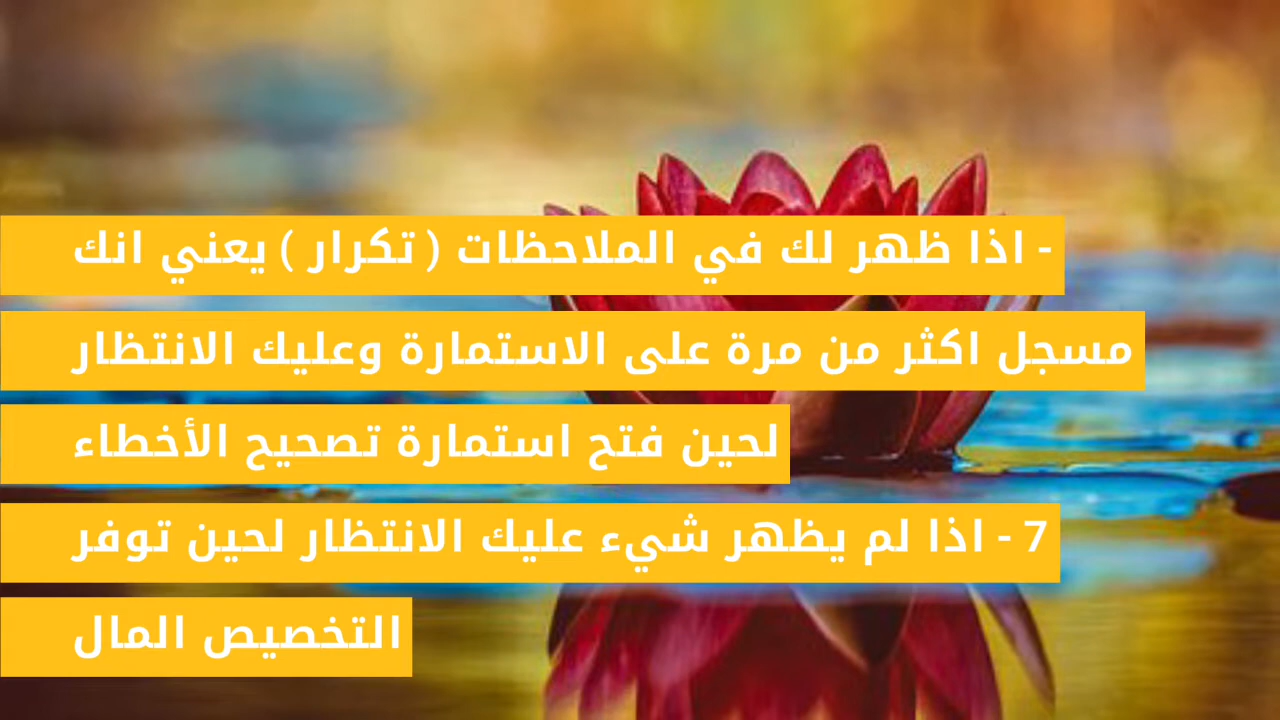 - اذا ظهر لك في الملاحظات ( تكرار ) يعني انك
مسجل اكثر من مرة على الاستمارة وعليك الانتظار
لحين فتح استمارة تصحيح الأخطاء
7 - اذا لم يظهر شيء عليك الانتظار لحين توفر
التخصيص المال